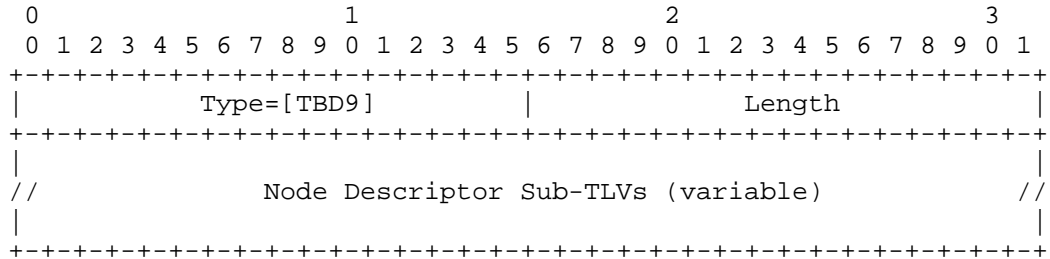 0                   1                   2                   3
 0 1 2 3 4 5 6 7 8 9 0 1 2 3 4 5 6 7 8 9 0 1 2 3 4 5 6 7 8 9 0 1
+-+-+-+-+-+-+-+-+-+-+-+-+-+-+-+-+-+-+-+-+-+-+-+-+-+-+-+-+-+-+-+-+
|           Type=[TBD9]         |             Length            |
+-+-+-+-+-+-+-+-+-+-+-+-+-+-+-+-+-+-+-+-+-+-+-+-+-+-+-+-+-+-+-+-+
|                                                               |
//              Node Descriptor Sub-TLVs (variable)            //
|                                                               |
+-+-+-+-+-+-+-+-+-+-+-+-+-+-+-+-+-+-+-+-+-+-+-+-+-+-+-+-+-+-+-+-+